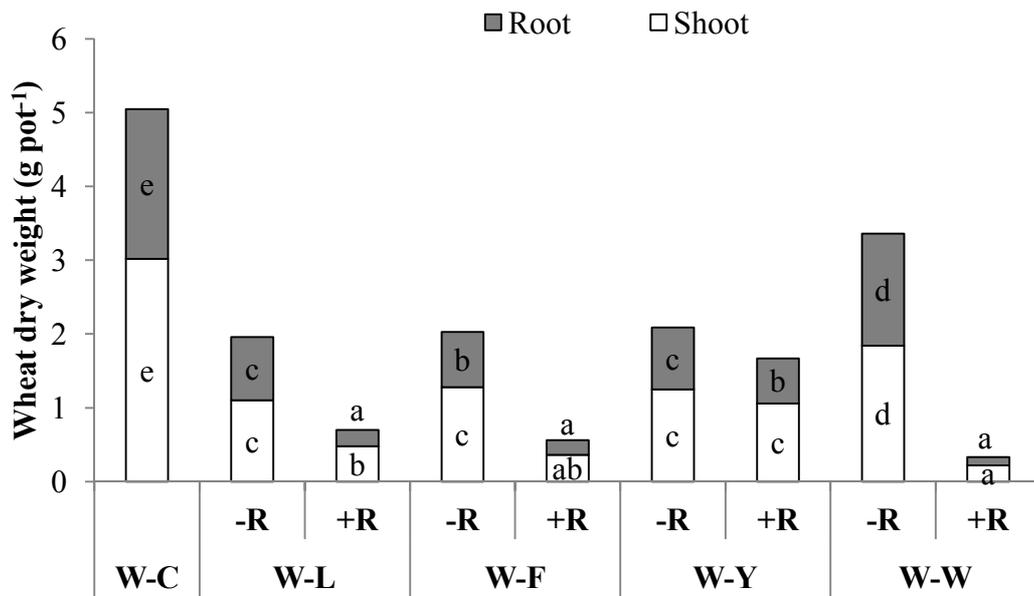 Root Shoot
Wheat dry weight (g pot⁻¹)
6
5
4
3
2
1
0
e
e
c
c
a
b
b
c
a
ab
c
c
b
c
d
d
a
a
-R +R -R +R -R +R -R +R
W-C W-L W-F W-Y W-W